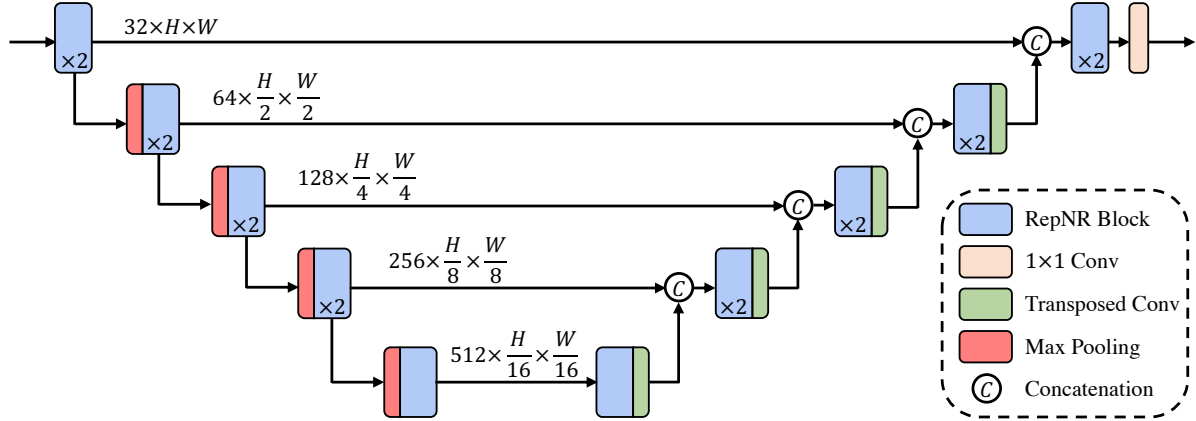 32×H×W
×2
×2
64×H/2×W/2
×2
×2
128×H/4×W/4
×2
×2
256×H/8×W/8
×2
×2
512×H/16×W/16
C
C
C
C
RepNR Block
1×1 Conv
Transposed Conv
Max Pooling
C Concatenation